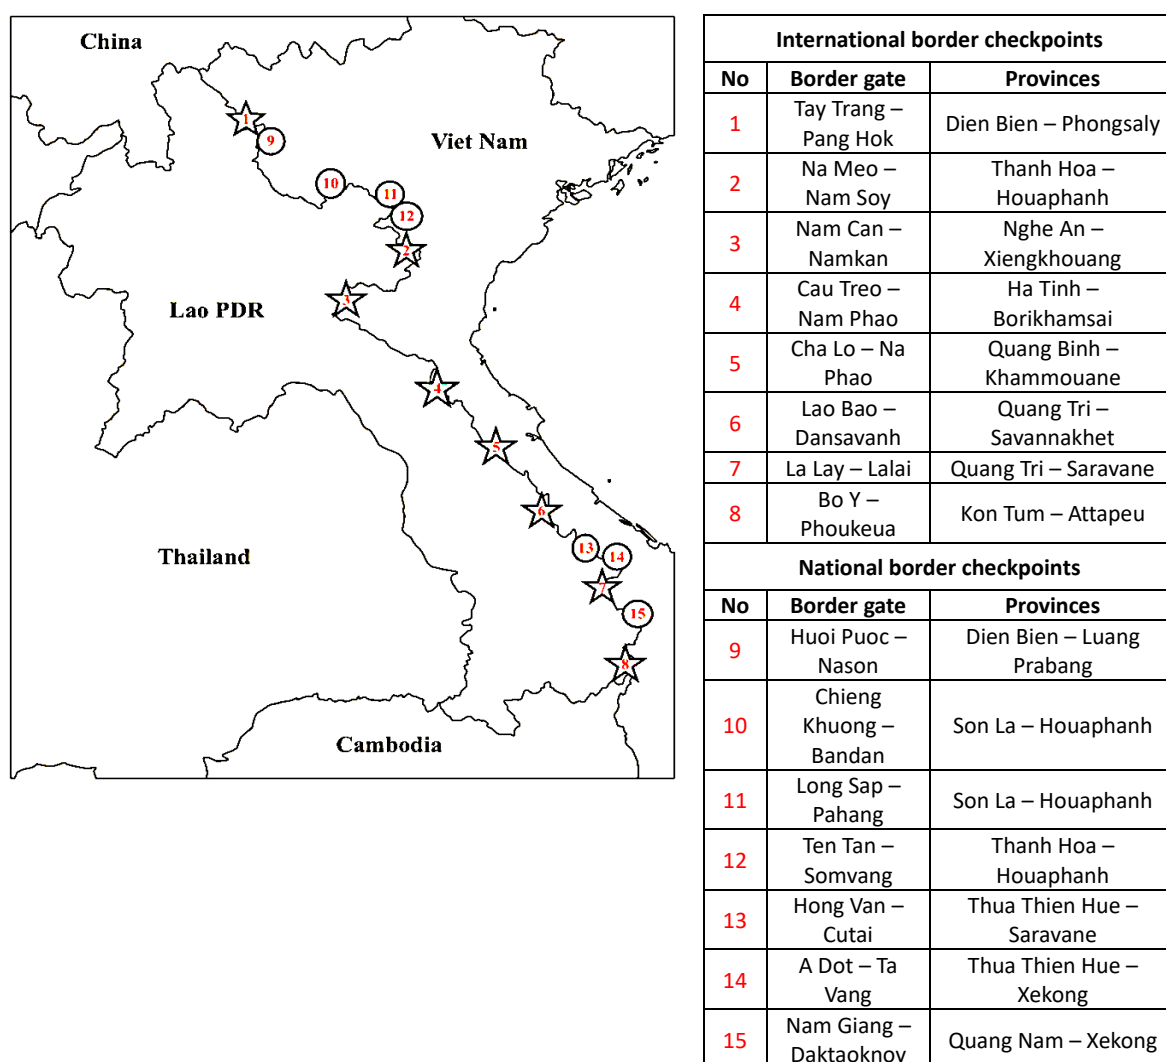 China
Viet Nam
Lao PDR
Thailand
Cambodia
1
9
10
11
12
2
3
4
5
6
13
14
7
15
8
International border checkpoints
No Border gate Provinces
1 Tay Trang – Pang Hok Dien Bien – Phongsaly
2 Na Meo – Nam Soy Thanh Hoa – Houaphanh
3 Nam Can – Namkan Nghe An – Xiengkhouang
4 Cau Treo – Nam Phao Ha Tinh – Borikhamsai
5 Cha Lo – Na Phao Quang Binh – Khammouane
6 Lao Bao – Dansavanh Quang Tri – Savannakhet
7 La Lay – Lalai Quang Tri – Saravane
8 Bo Y – Phoukeua Kon Tum – Attapeu
National border checkpoints
No Border gate Provinces
9 Huoi Puoc – Nason Dien Bien – Luang Prabang
10 Chieng Khuong – Bandan Son La – Houaphanh
11 Long Sap – Pahang Son La – Houaphanh
12 Ten Tan – Somvang Thanh Hoa – Houaphanh
13 Hong Van – Cutai Thua Thien Hue – Saravane
14 A Dot – Ta Vang Thua Thien Hue – Xekong
15 Nam Giang – Daktaoknoy Quang Nam – Xekong